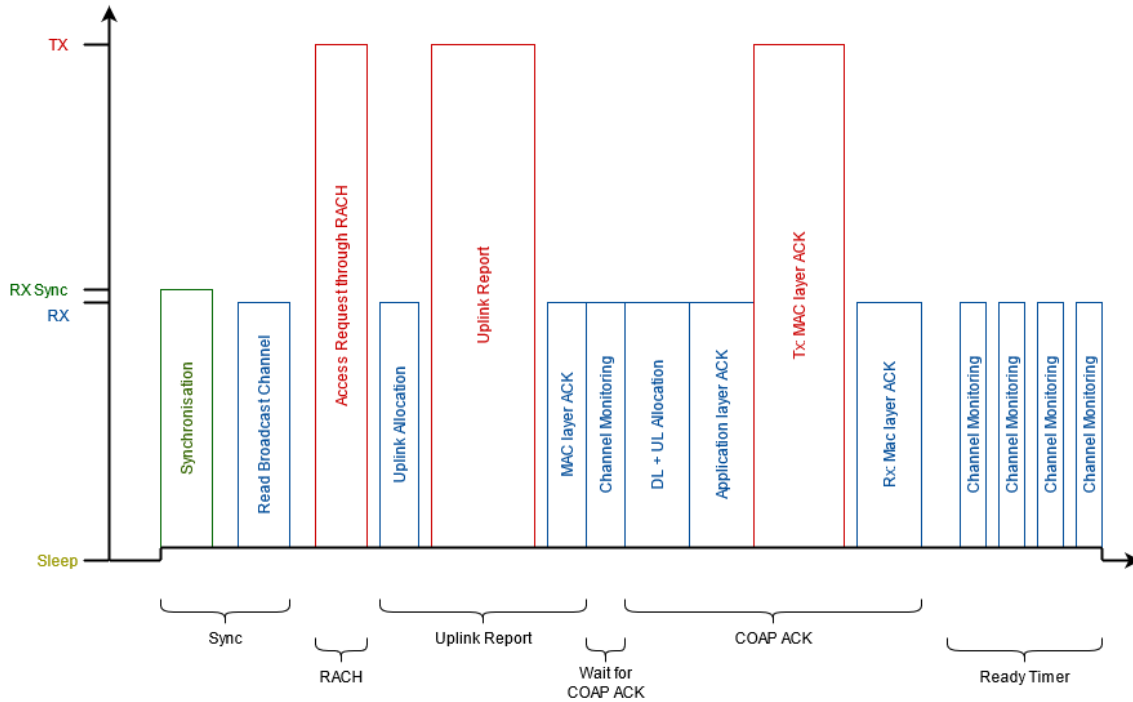 TX
RX Sync
RX
Sleep
Synchronisation
Read Broadcast Channel
Access Request through RACH
Uplink Allocation
Uplink Report
MAC layer ACK
Channel Monitoring
DL + UL Allocation
Application layer ACK
Tx: MAC layer ACK
Rx: Mac layer ACK
Channel Monitoring
Channel Monitoring
Channel Monitoring
Channel Monitoring
Sync
RACH
Uplink Report
Wait for
COAP ACK
COAP ACK
Ready Timer